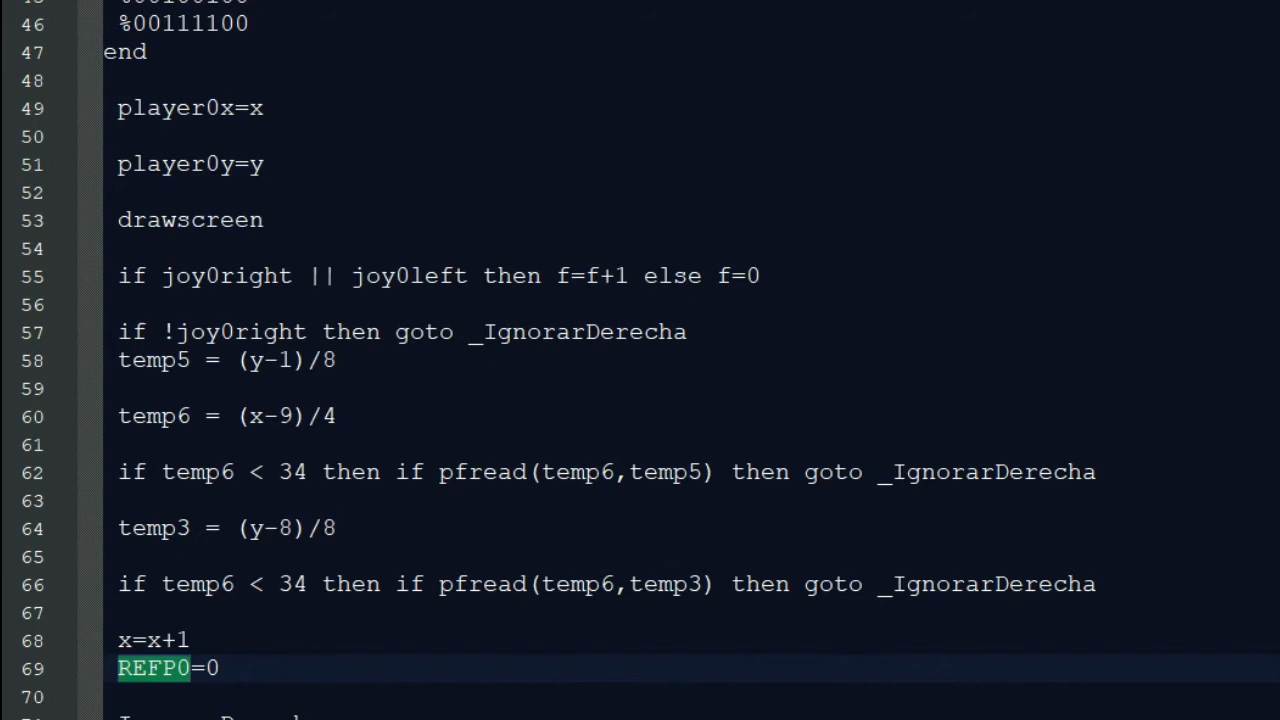 46 %00111100
47 end
48
49 player0x=x
50
51 player0y=y
52
53 drawscreen
54
55 if joy0right || joy0left then f=f+1 else f=0
56
57 if !joy0right then goto _IgnorarDerecha
58 temp5 = (y-1)/8
59
60 temp6 = (x-9)/4
61
62 if temp6 < 34 then if pfread(temp6,temp5) then goto _IgnorarDerecha
63
64 temp3 = (y-8)/8
65
66 if temp6 < 34 then if pfread(temp6,temp3) then goto _IgnorarDerecha
67
68 x=x+1
69 REFP0=0
70